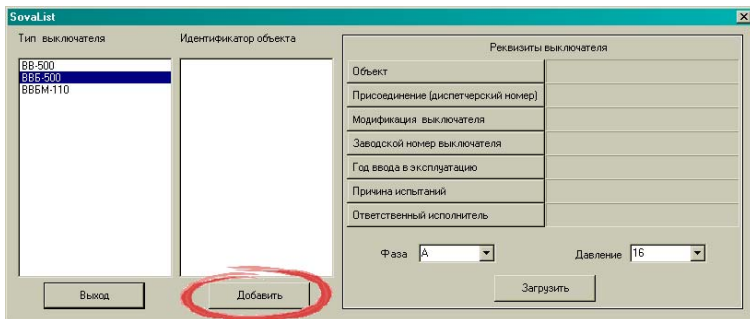 SovaList
Тип выключателя
Идентификатор объекта
ВВ-500
ВВБ-500
ВВБМ-110
Реквизиты выключателя
Объект
Присоединение (диспетчерский номер)
Модификация выключателя
Заводской номер выключателя
Год ввода в эксплуатацию
Причина испытаний
Ответственный исполнитель
Фаза А
Давление 16
Выход
Добавить
Загрузить